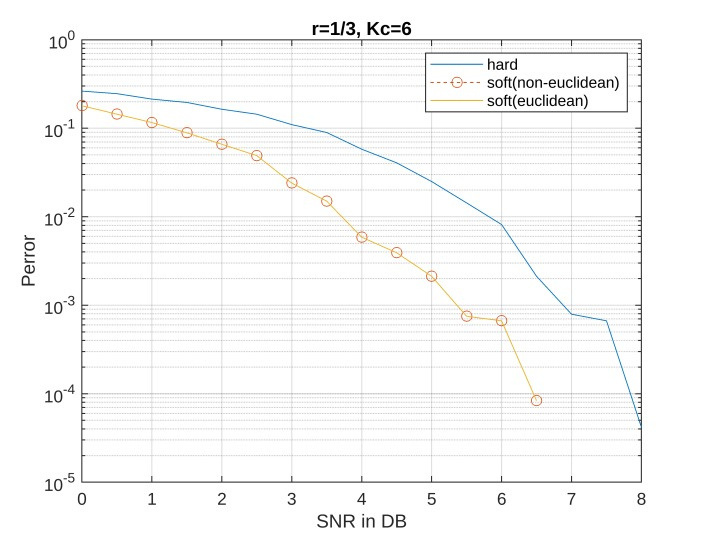 r=1/3, Kc=6
hard
soft(non-euclidean)
soft(euclidean)
Perror
10^0
10^-1
10^-2
10^-3
10^-4
10^-5
0 1 2 3 4 5 6 7 8
SNR in DB